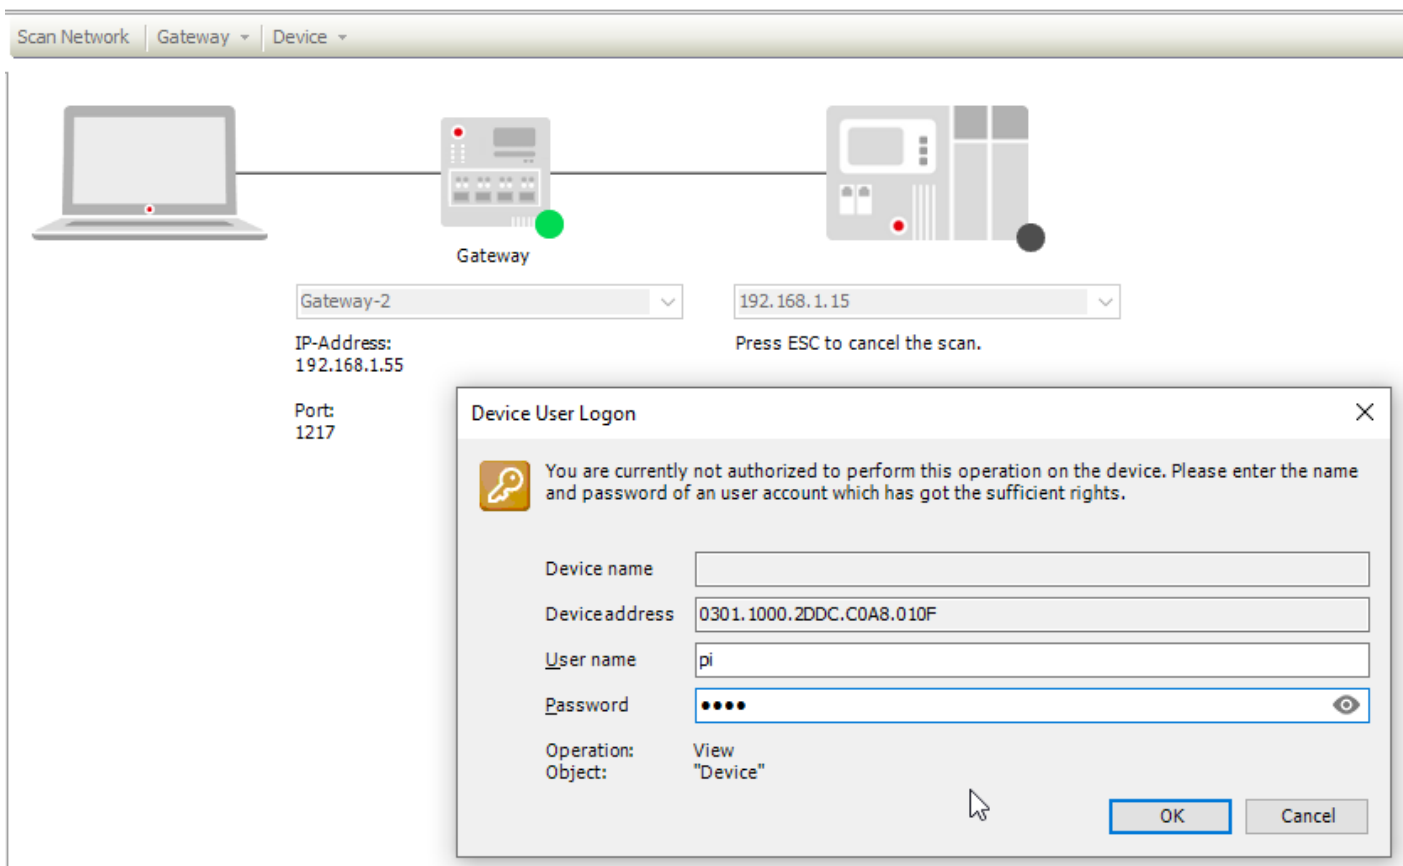 Scan Network Gateway Device
Gateway
Gateway-2
192.168.1.15
IP-Address:
192.168.1.55
Press ESC to cancel the scan.
Port:
1217
Device User Logon
You are currently not authorized to perform this operation on the device. Please enter the name
and password of an user account which has got the sufficient rights.
Device name
Device address 0301.1000.2DDC.C0A8.010F
User name pi
Password ••••
Operation: View
Object: "Device"
OK Cancel